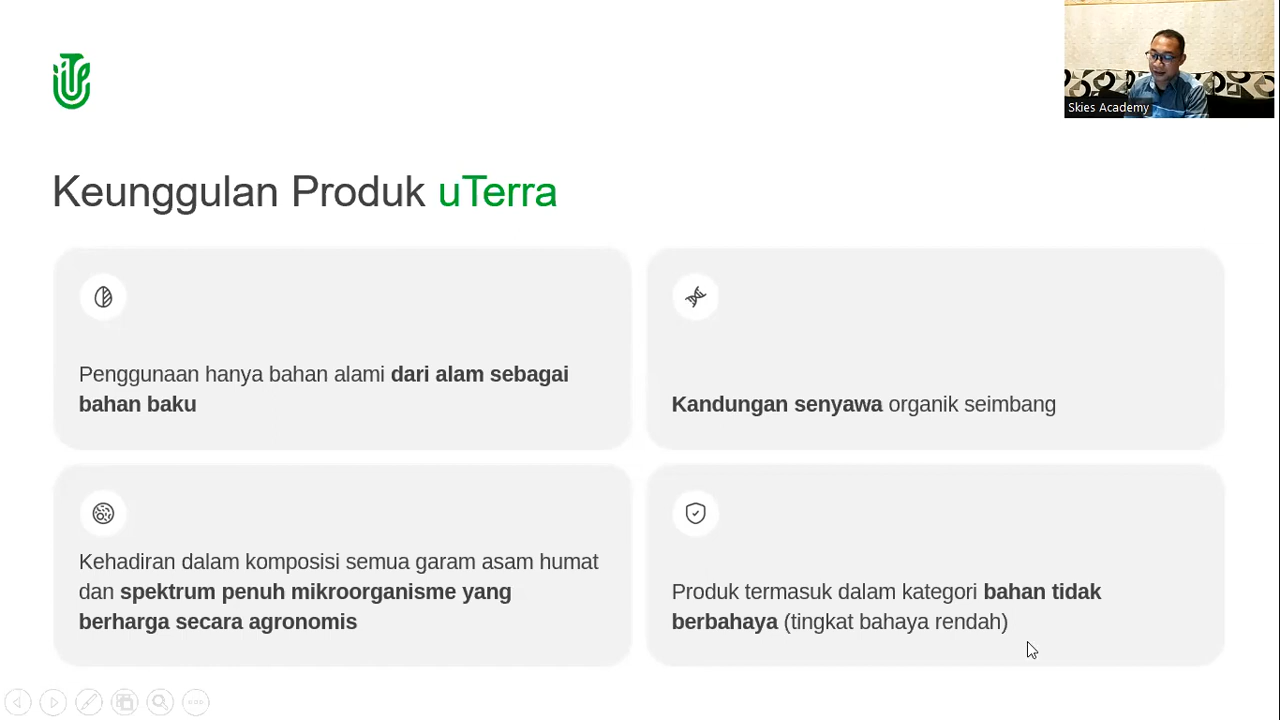 Skies Academy
Keunggulan Produk uTerra
Penggunaan hanya bahan alami dari alam sebagai
bahan baku
Kandungan senyawa organik seimbang
Kehadiran dalam komposisi semua garam asam humat
dan spektrum penuh mikroorganisme yang
berharga secara agronomis
Produk termasuk dalam kategori bahan tidak
berbahaya (tingkat bahaya rendah)